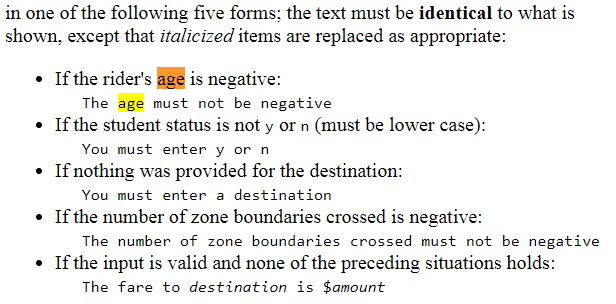 in one of the following five forms; the text must be identical to what is
shown, except that italicized items are replaced as appropriate:
• If the rider's age is negative:
The age must not be negative
• If the student status is not y or n (must be lower case):
You must enter y or n
• If nothing was provided for the destination:
You must enter a destination
• If the number of zone boundaries crossed is negative:
The number of zone boundaries crossed must not be negative
• If the input is valid and none of the preceding situations holds:
The fare to destination is $amount